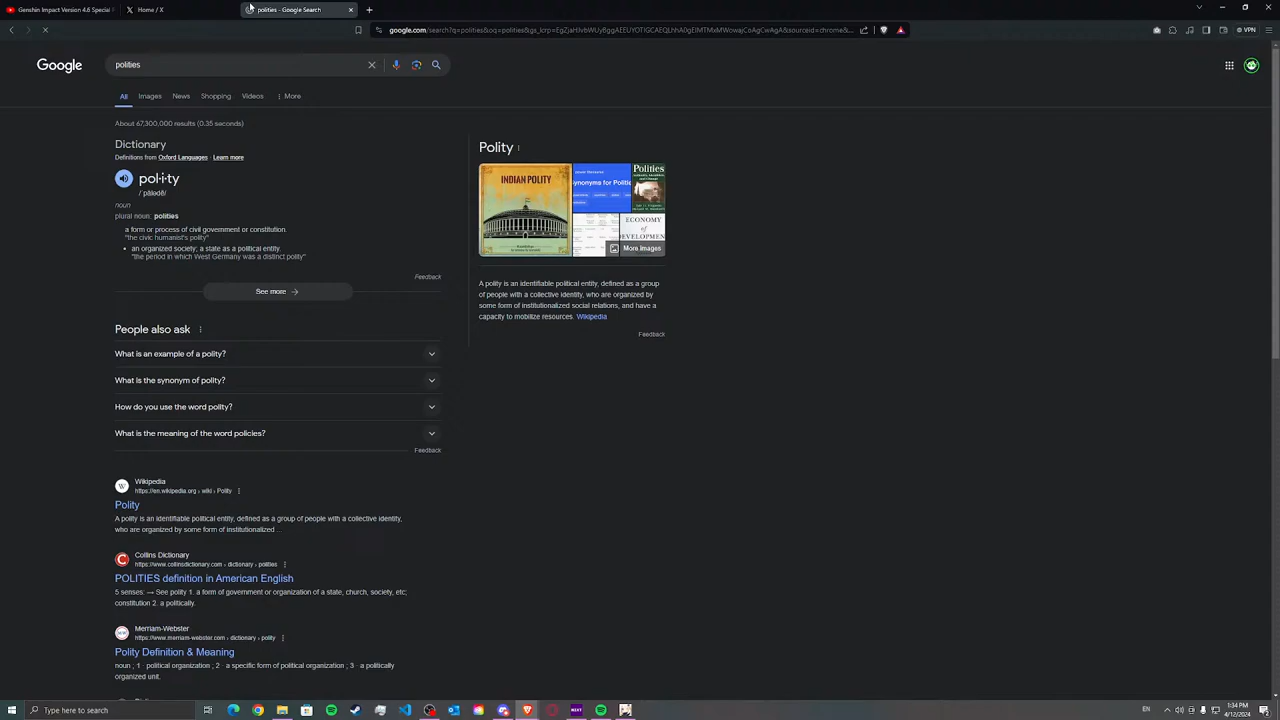 Genshin Impact Version 4.6 Special P
Home / X
polities - Google Search
VPN
Google
polities
All
Images
News
Shopping
Videos
More
About 67,300,000 results (0.35 seconds)
Dictionary
Definitions from Oxford Languages · Learn more
pol·i·ty
noun
plural noun: polities
a form or process of civil government or constitution.
"the civic humanist's polity"
• an organized society; a state as a political entity.
"the period in which West Germany was a distinct polity"
Feedback
See more
People also ask
What is an example of a polity?
What is the synonym of polity?
How do you use the word polity?
What is the meaning of the word policies?
Feedback
Wikipedia
https://en.wikipedia.org › wiki › Polity
Polity
A polity is an identifiable political entity, defined as a group of people with a collective identity,
who are organized by some form of institutionalized ...
Collins Dictionary
https://www.collinsdictionary.com › dictionary › polities
POLITIES definition in American English
5 senses: → See polity 1. a form of government or organization of a state, church, society, etc;
constitution 2. a politically.
Merriam-Webster
https://www.merriam-webster.com › dictionary › polity
Polity Definition & Meaning
noun ; 1 · political organization ; 2 · a specific form of political organization ; 3 · a politically
organized unit.
Polity
INDIAN POLITY
Synonyms for Politie
Polities
ECONOMY
of
DEVELOPMEN
More images
A polity is an identifiable political entity, defined as a group
of people with a collective identity, who are organized by
some form of institutionalized social relations, and have a
capacity to mobilize resources. Wikipedia
Feedback
Type here to search
NEXT
EN
1:34 PM
4/12/2024